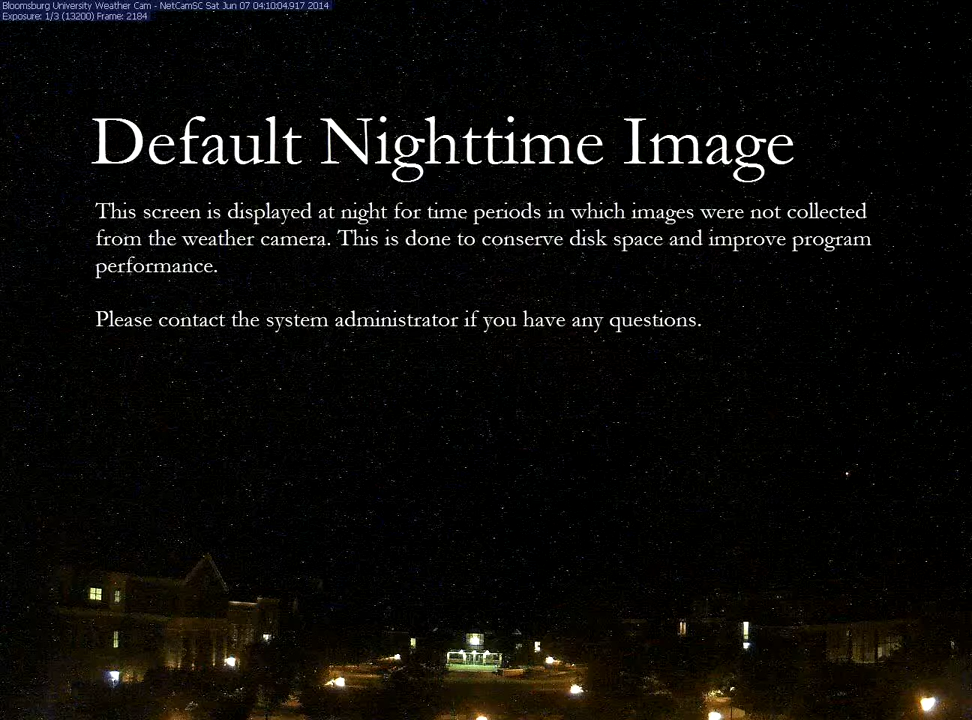 Bloomsburg University Weather Cam - NetCamSC Sat Jun 07 04:10:04.917 2014
Exposure: 1/3 (13200) Frame: 2184
Default Nighttime Image
This screen is displayed at night for time periods in which images were not collected
from the weather camera. This is done to conserve disk space and improve program
performance.
Please contact the system administrator if you have any questions.